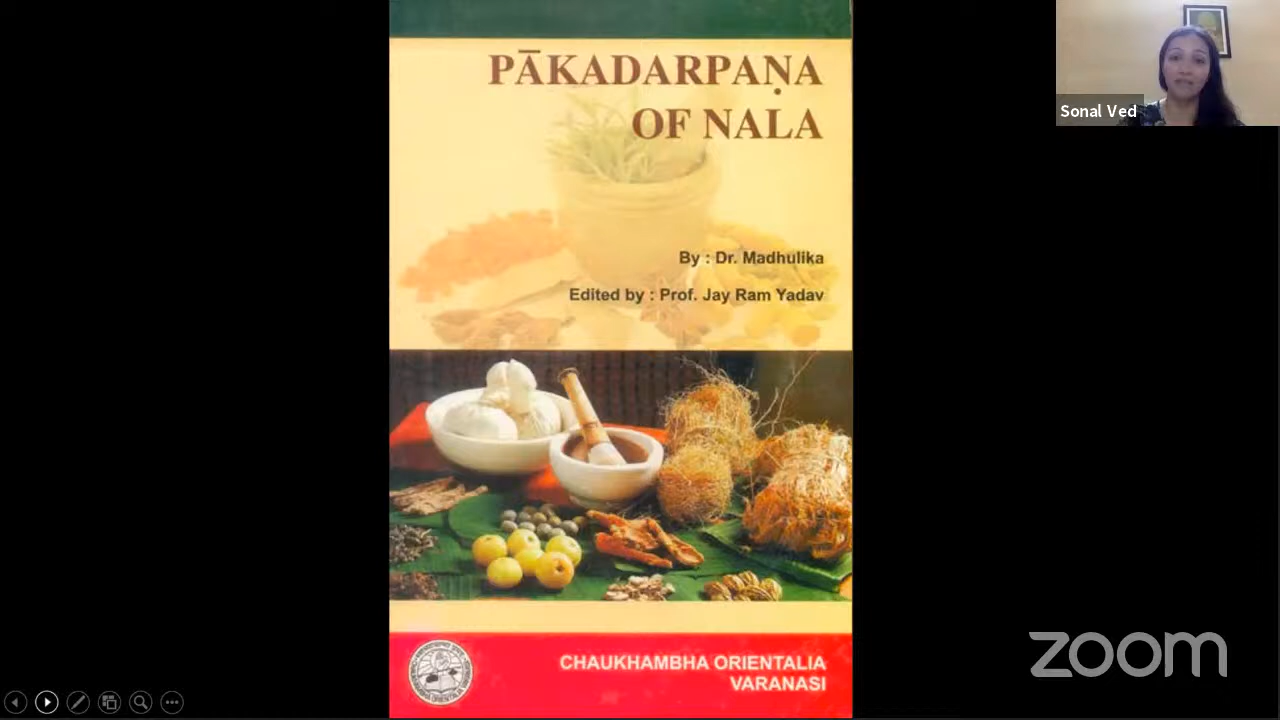 PĀKADARPAṆA
OF NALA
By : Dr. Madhulika
Edited by : Prof. Jay Ram Yadav
CHAUKHAMBHA ORIENTALIA
VARANASI
Sonal Ved
zoom